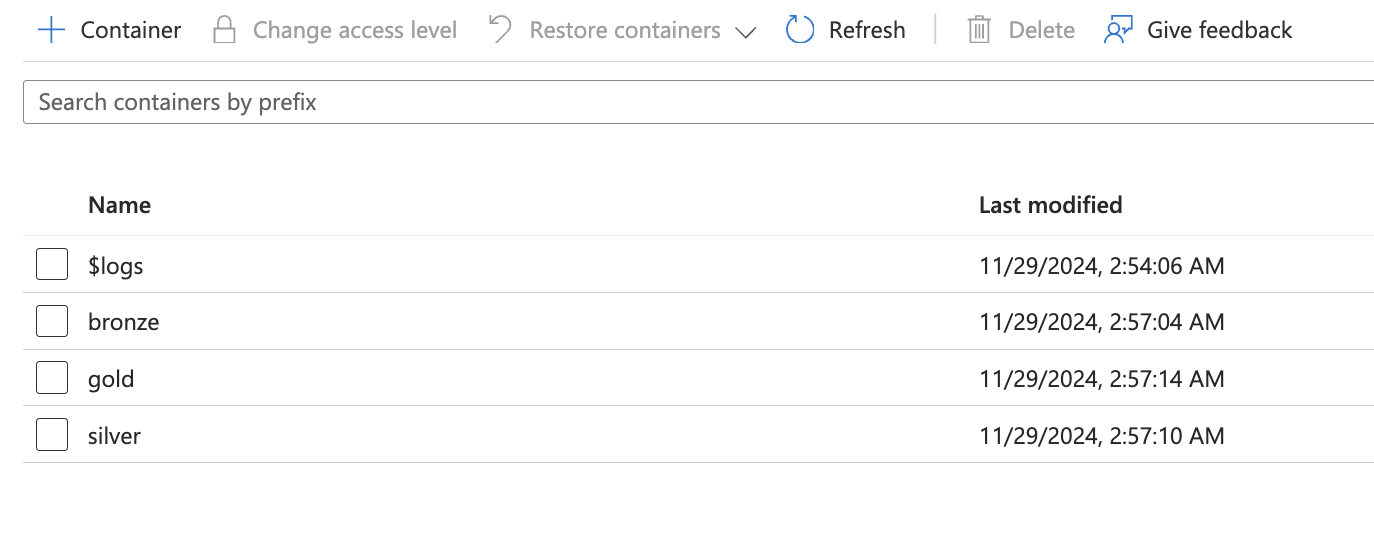 Container Change access level Restore containers Refresh Delete Give feedback
Search containers by prefix
Name Last modified
$logs 11/29/2024, 2:54:06 AM
bronze 11/29/2024, 2:57:04 AM
gold 11/29/2024, 2:57:14 AM
silver 11/29/2024, 2:57:10 AM